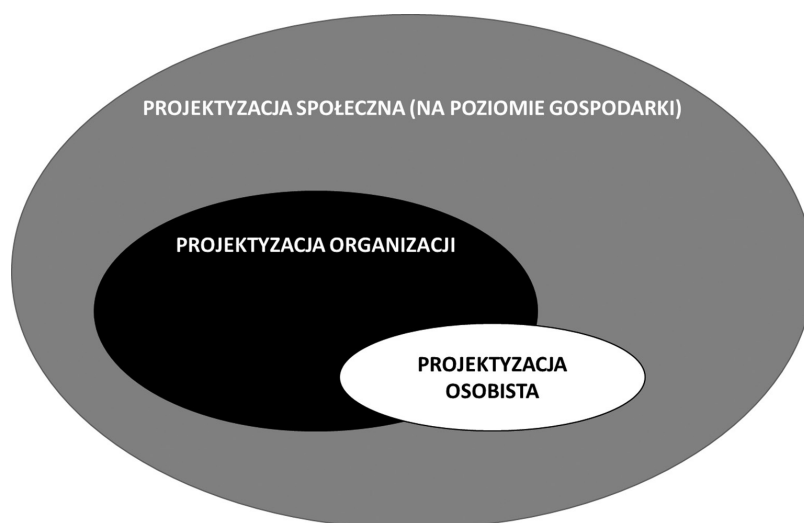 PROJEKTYZACJA SPOŁECZNA (NA POZIOMIE GOSPODARKI)
PROJEKTYZACJA ORGANIZACJI
PROJEKTYZACJA
OSOBISTA